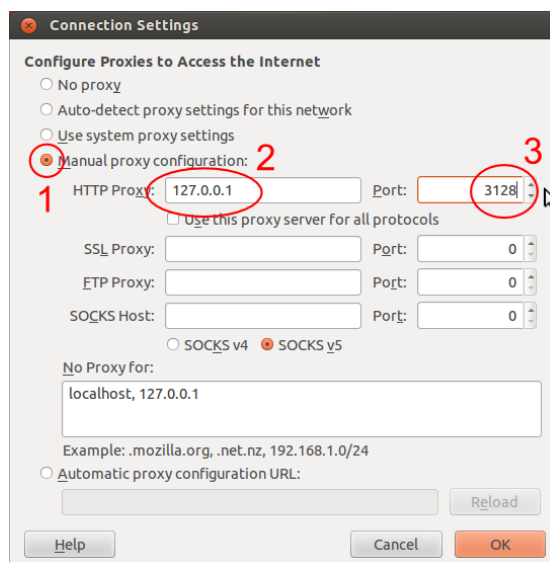 Connection Settings
Configure Proxies to Access the Internet
No proxy
Auto-detect proxy settings for this network
Use system proxy settings
Manual proxy configuration: 2
1 HTTP Proxy: 127.0.0.1 Port: 3128 3
Use this proxy server for all protocols
SSL Proxy: Port: 0
FTP Proxy: Port: 0
SOCKS Host: Port: 0
SOCKS v4 SOCKS v5
No Proxy for:
localhost, 127.0.0.1
Example: .mozilla.org, .net.nz, 192.168.1.0/24
Automatic proxy configuration URL:
Reload
Help Cancel OK